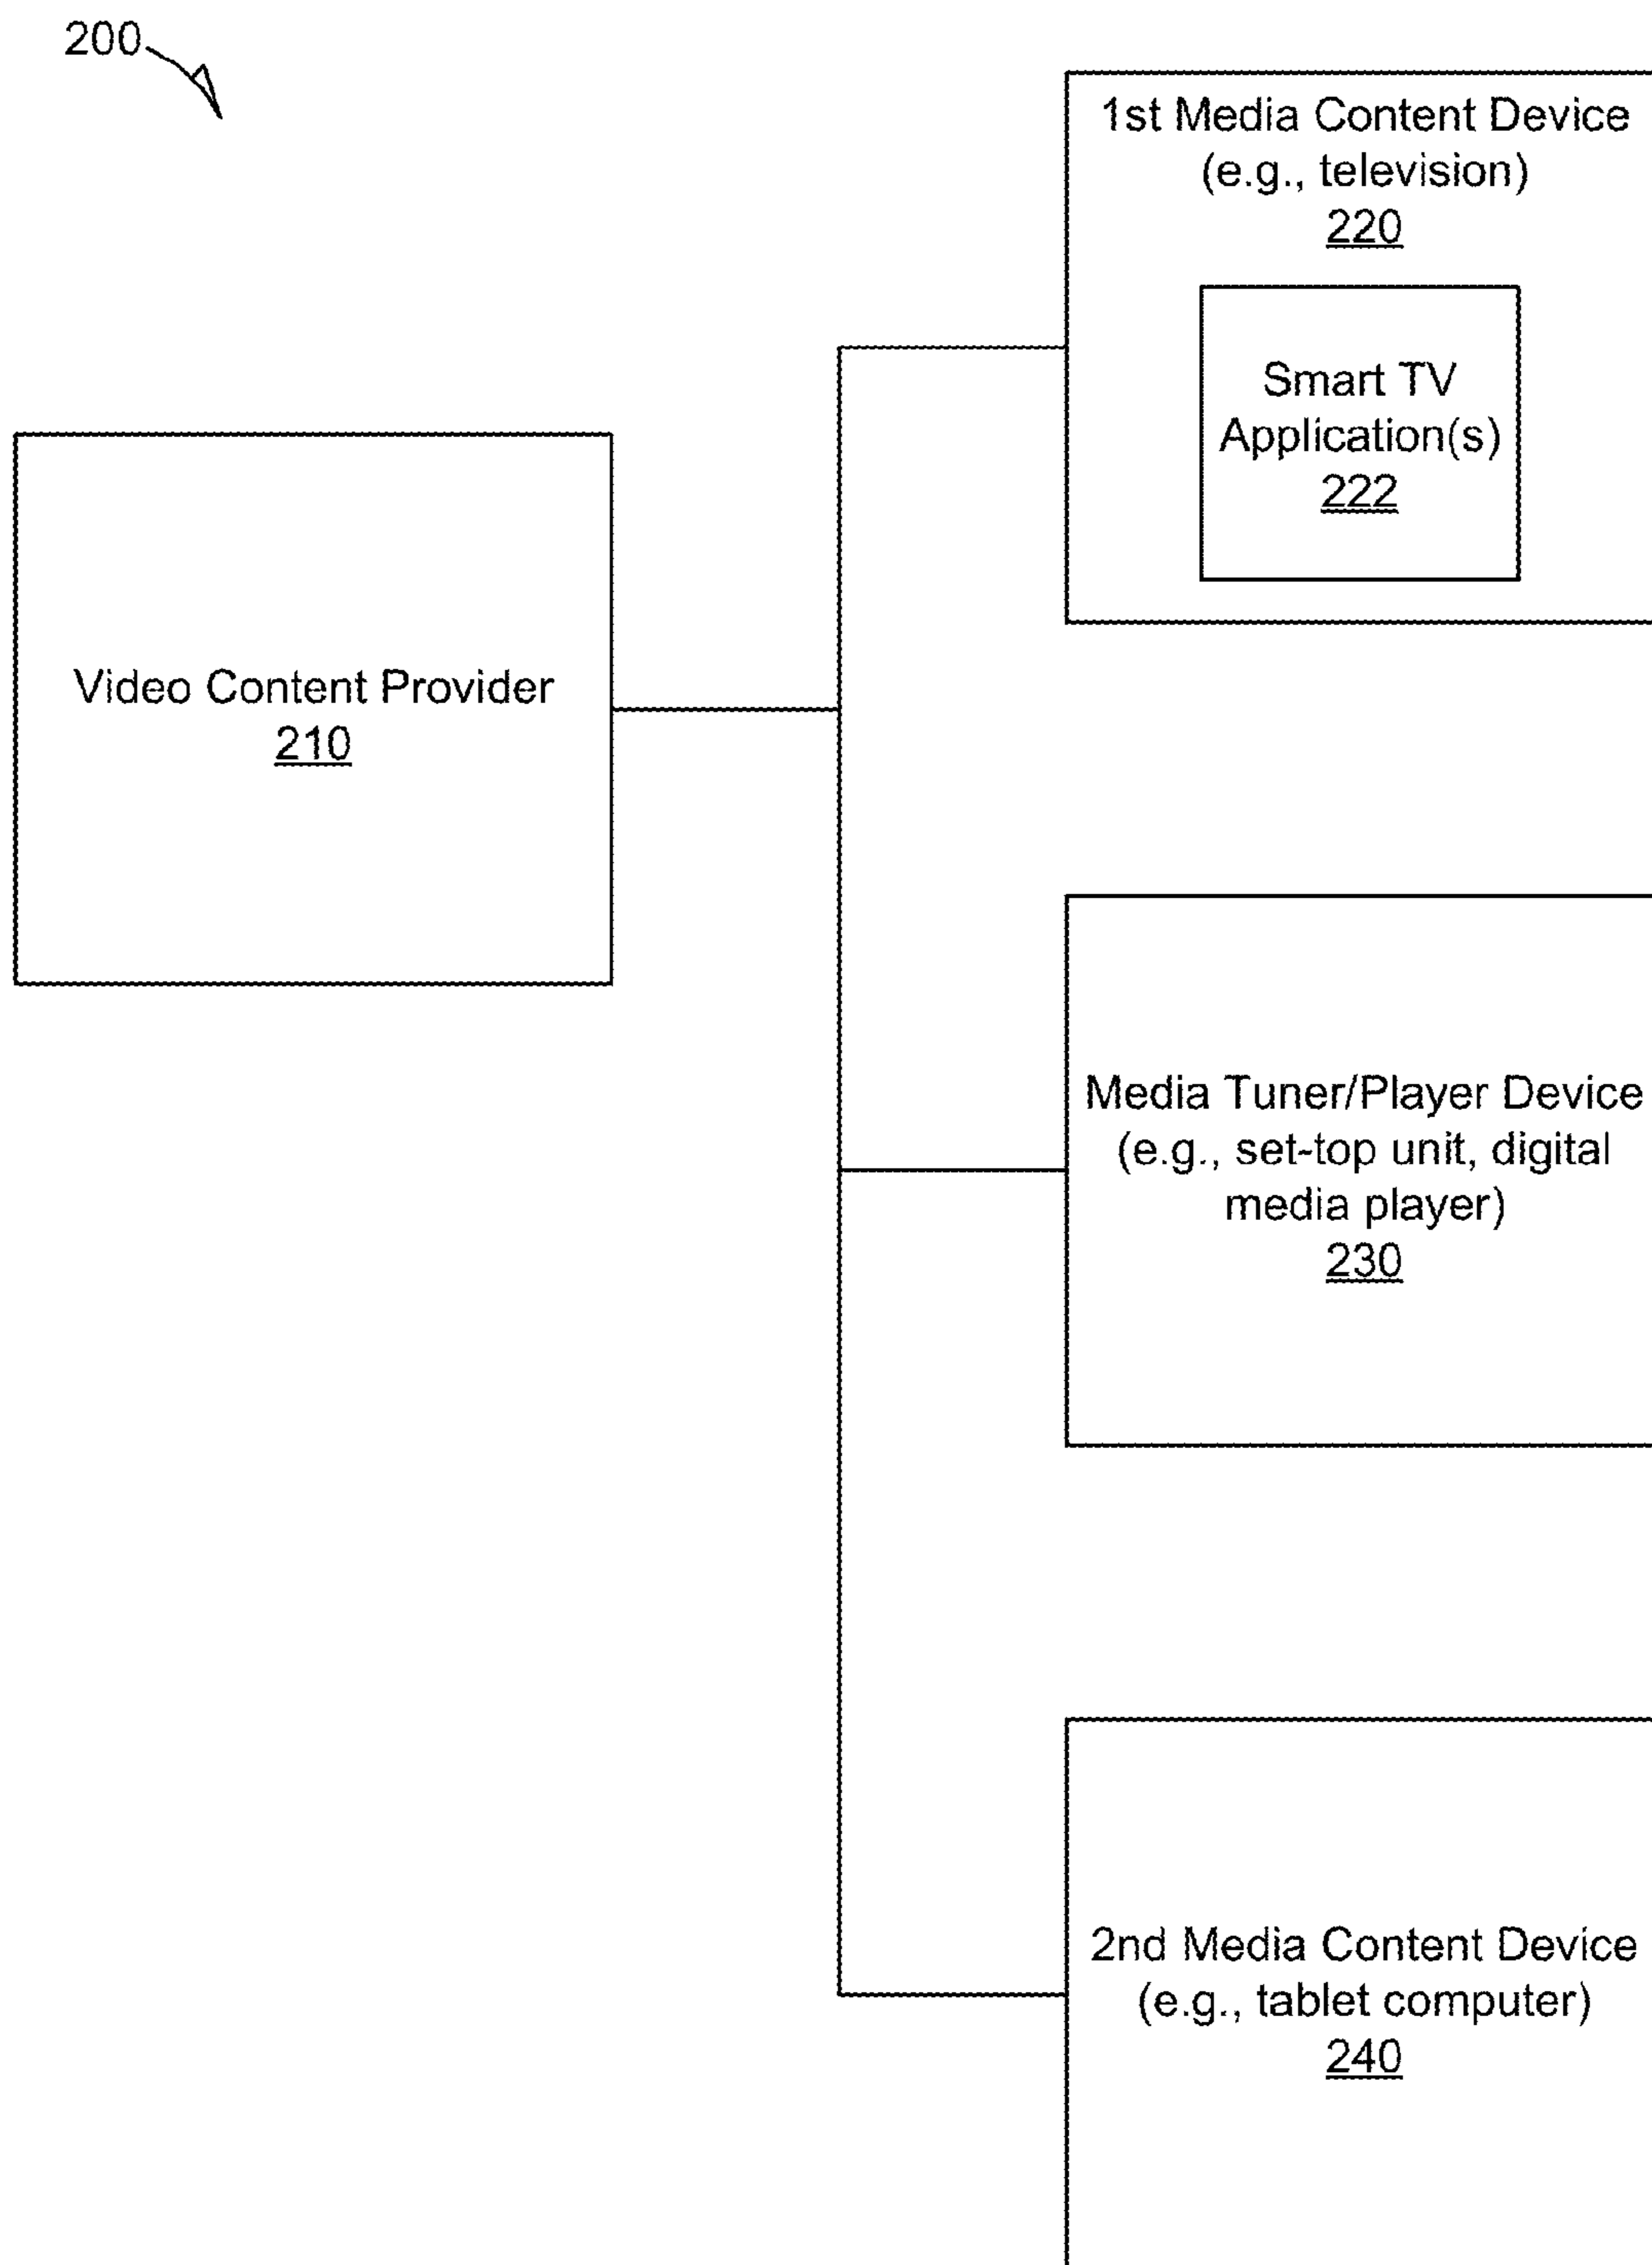 200
1st Media Content Device
(e.g., television)
220
Smart TV
Application(s)
222
Video Content Provider
210
Media Tuner/Player Device
(e.g., set-top unit, digital
media player)
230
2nd Media Content Device
(e.g., tablet computer)
240